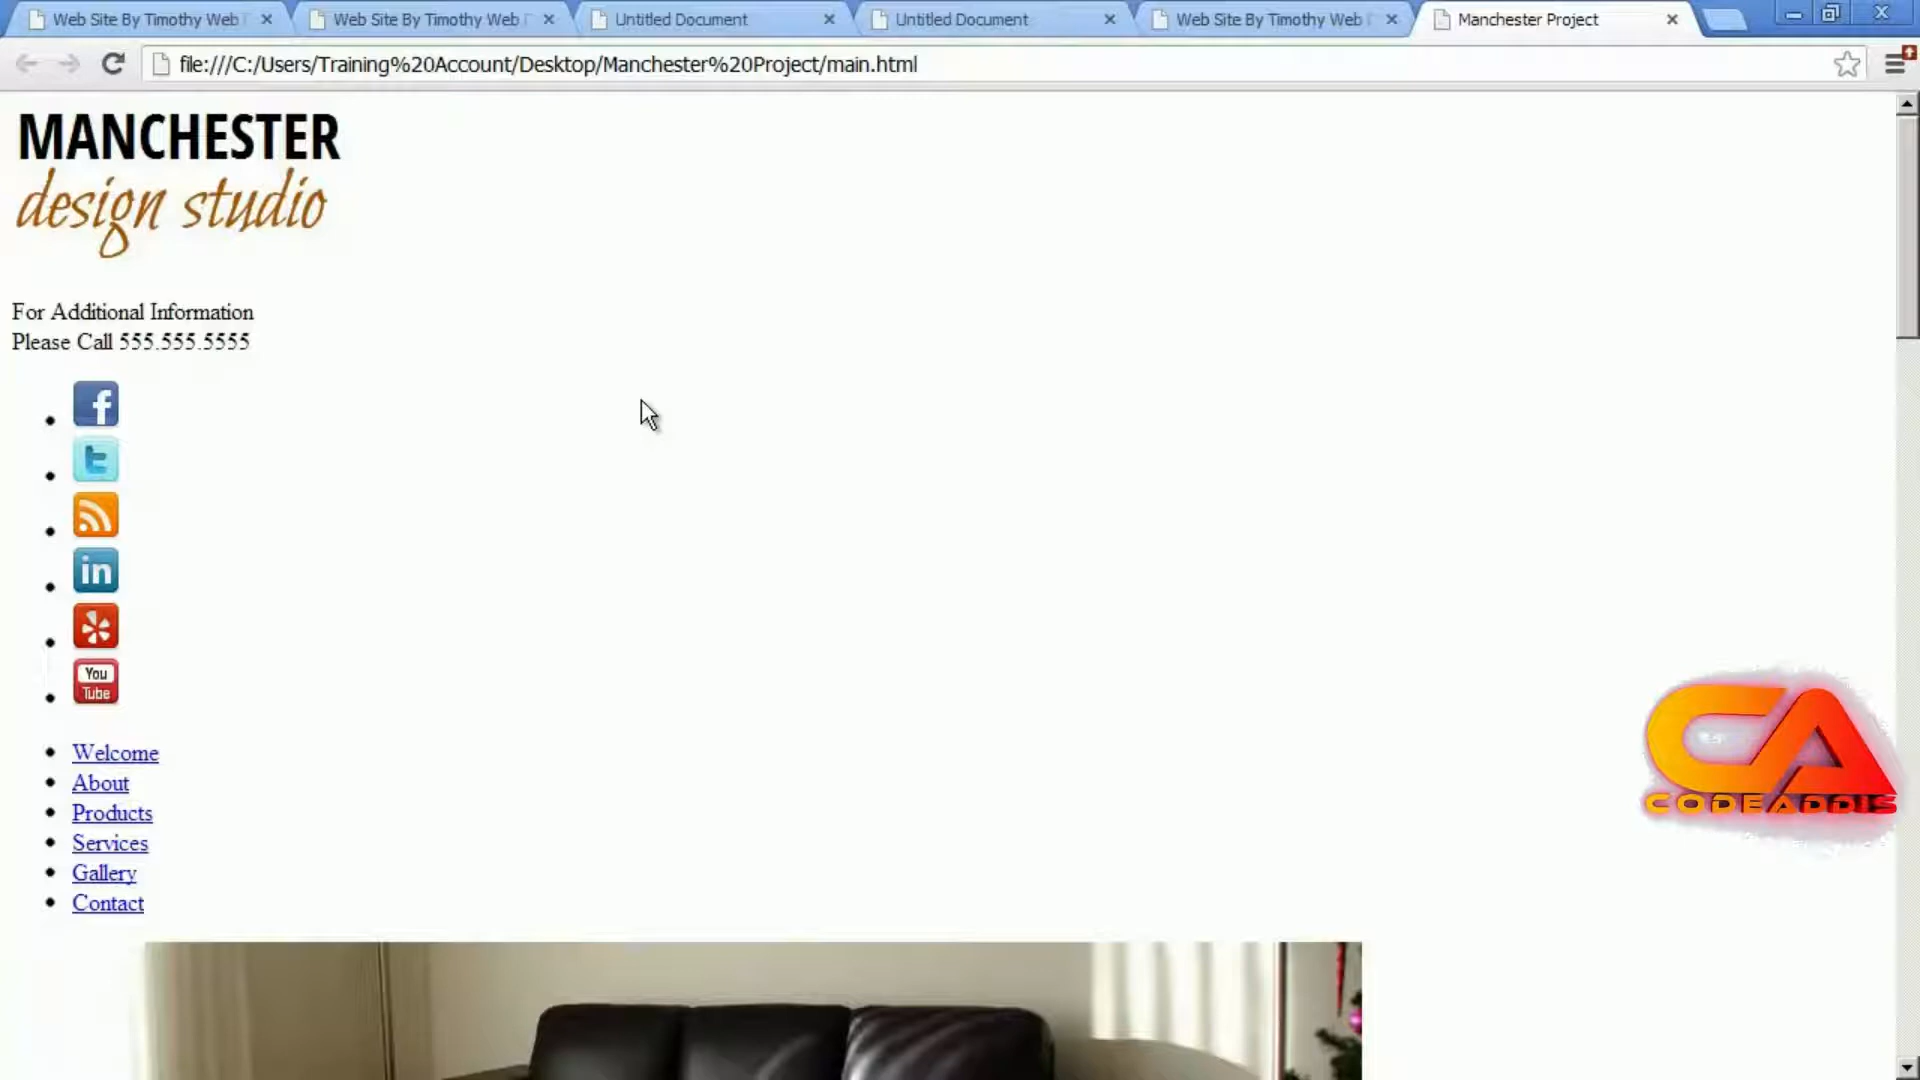 Web Site By Timothy Web
Web Site By Timothy Web
Untitled Document
Untitled Document
Web Site By Timothy Web
Manchester Project
file:///C:/Users/Training%20Account/Desktop/Manchester%20Project/main.html
MANCHESTER
design studio
For Additional Information
Please Call 555.555.5555
f
t
in
You
Tube
Welcome
About
Products
Services
Gallery
Contact
CA
CODEADDIS